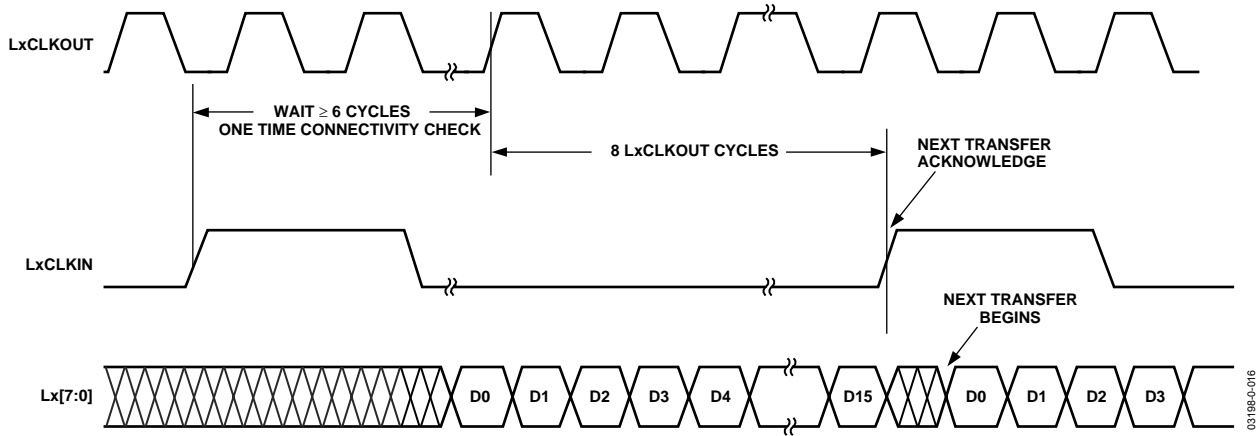 LxCLKOUT
WAIT ≥ 6 CYCLES
ONE TIME CONNECTIVITY CHECK
8 LxCLKOUT CYCLES
NEXT TRANSFER
ACKNOWLEDGE
LxCLKIN
NEXT TRANSFER
BEGINS
Lx[7:0]
D0 D1 D2 D3 D4 D15 D0 D1 D2 D3
03198-0-016